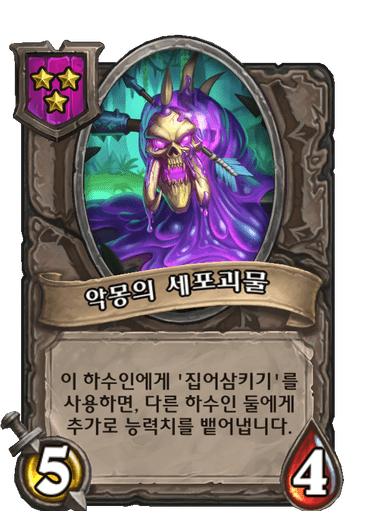 악몽의 세포괴물
이 하수인에게 '집어삼키기'를
사용하면, 다른 하수인 둘에게
추가로 능력치를 뱉어냅니다.
5
4